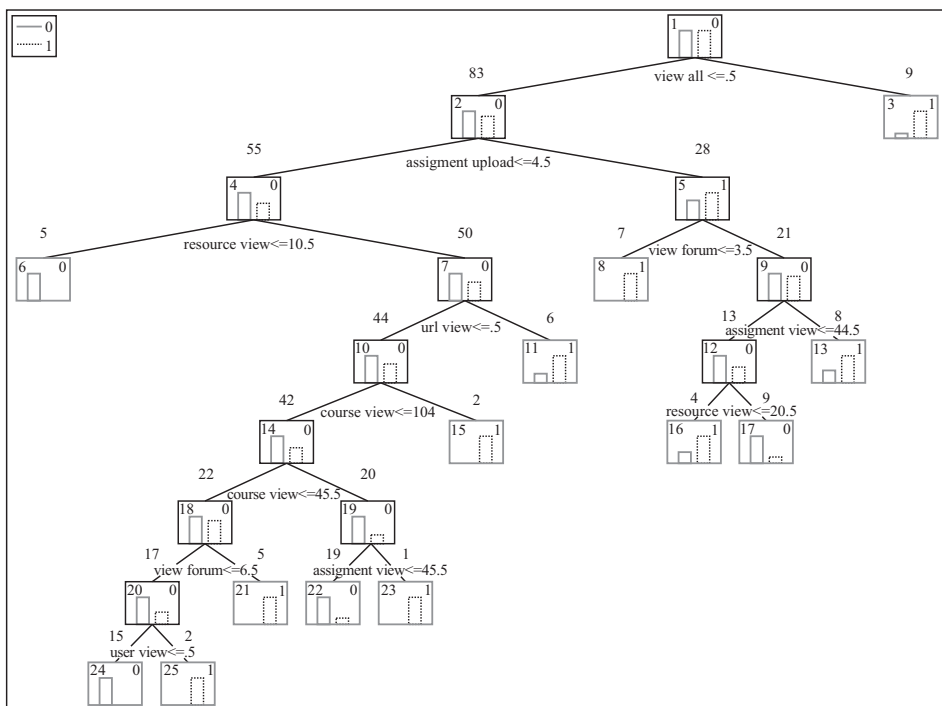 0
1
1 0
83 view all <=.5 9
2 0
3 1
55 assigment upload<=4.5 28
4 0
5 1
5 resource view<=10.5 50
7 view forum<=3.5 21
6 0
7 0
8 1
9 0
44 url view<=.5 6
13 assigment view<=44.5 8
10 0
11 1
12 0
13 1
42 course view<=104 2
4 resource view<=20.5 9
14 0
15 1
16 1
17 0
22 course view<=45.5 20
18 0
19 0
17 view forum<=6.5 5
19 assigment view<=45.5 1
20 0
21 1
22 0
23 1
15 user view<=.5 2
24 0
25 1